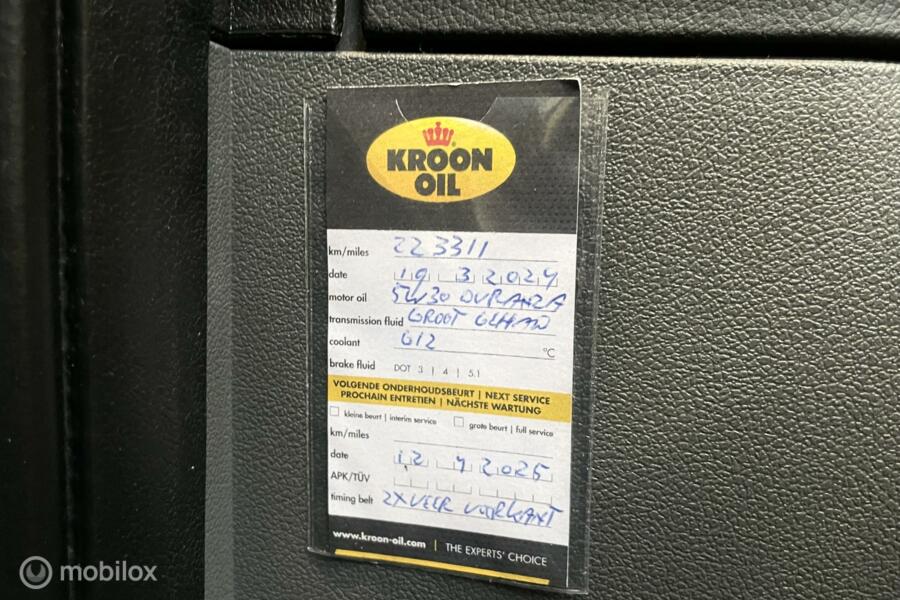 KROON
OIL
km/miles 223311
date 19 3 2024
motor oil 5W30 DURANZA
transmission fluid GROOT GEHAD
coolant G12 °C
brake fluid DOT 3 | 4 | 5.1
VOLGENDE ONDERHOUDSBEURT | NEXT SERVICE
PROCHAIN ENTRETIEN | NÄCHSTE WARTUNG
kleine beurt | interim service grote beurt | full service
km/miles
date 12 2025
APK/TÜV
timing belt 2X VEER VOORKANT
www.kroon-oil.com | THE EXPERTS' CHOICE
mobilox